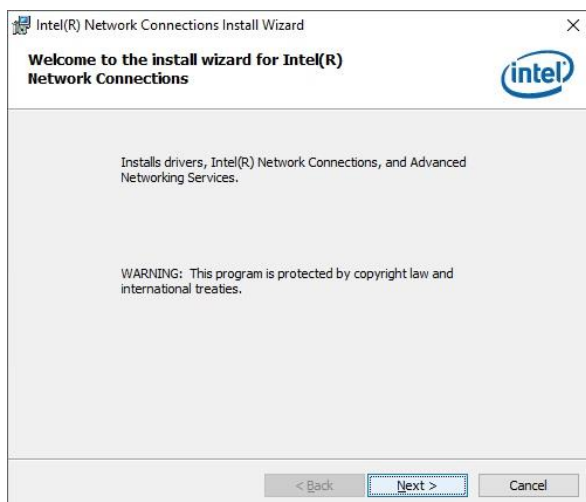 Intel(R) Network Connections Install Wizard
Welcome to the install wizard for Intel(R)
Network Connections
intel
Installs drivers, Intel(R) Network Connections, and Advanced
Networking Services.
WARNING: This program is protected by copyright law and
international treaties.
< Back
Next >
Cancel